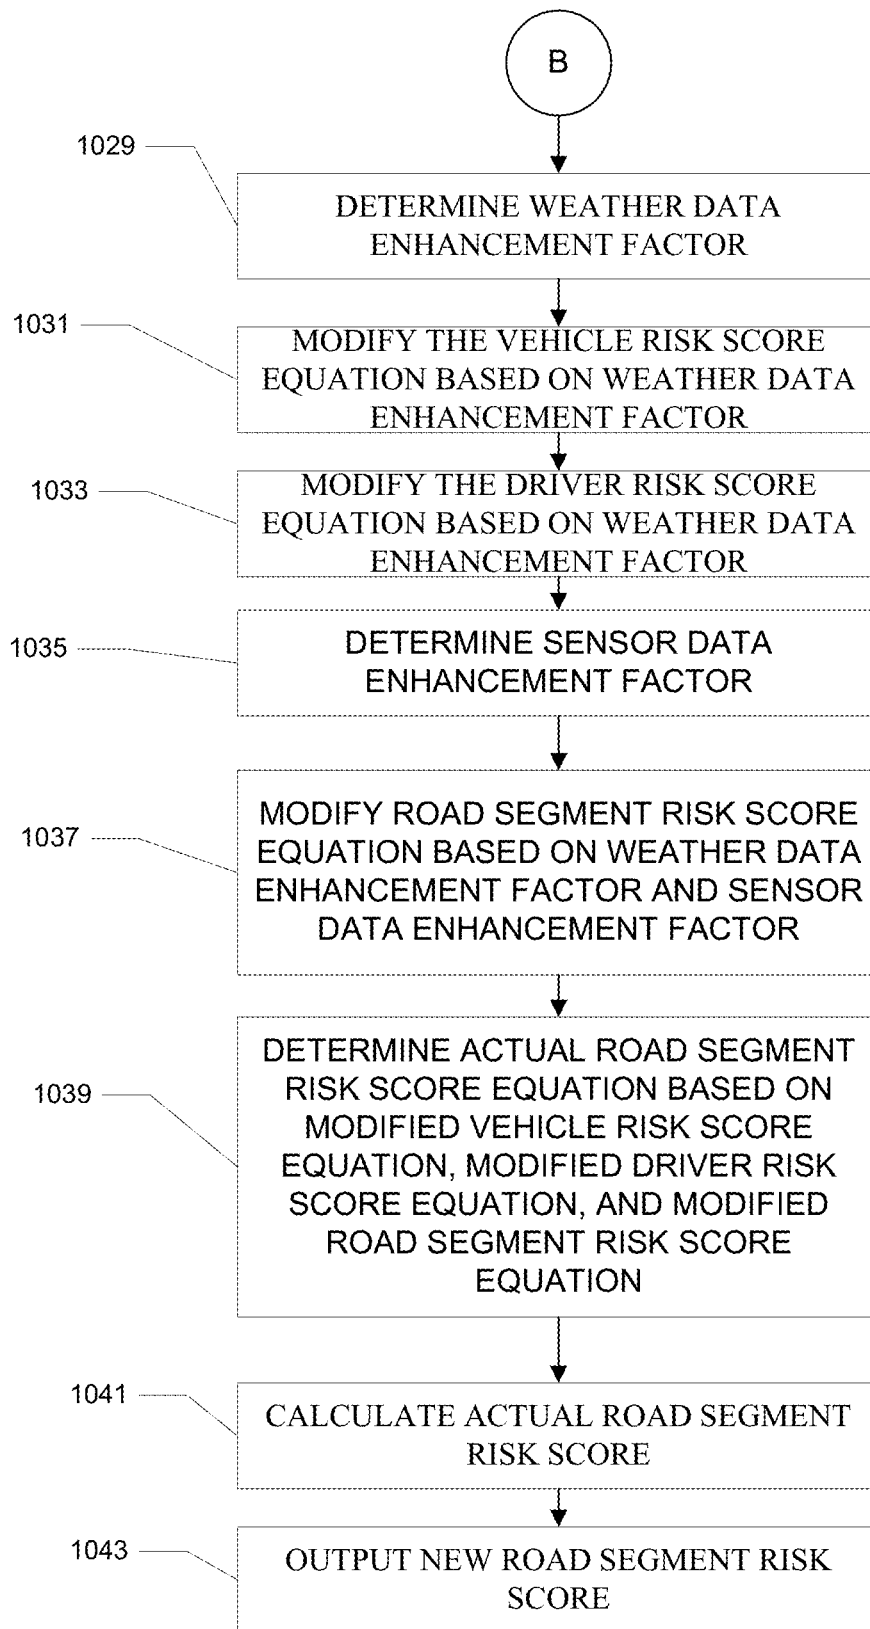 B
1029
DETERMINE WEATHER DATA
ENHANCEMENT FACTOR
1031
MODIFY THE VEHICLE RISK SCORE
EQUATION BASED ON WEATHER DATA
ENHANCEMENT FACTOR
1033
MODIFY THE DRIVER RISK SCORE
EQUATION BASED ON WEATHER DATA
ENHANCEMENT FACTOR
1035
DETERMINE SENSOR DATA
ENHANCEMENT FACTOR
1037
MODIFY ROAD SEGMENT RISK SCORE
EQUATION BASED ON WEATHER DATA
ENHANCEMENT FACTOR AND SENSOR
DATA ENHANCEMENT FACTOR
1039
DETERMINE ACTUAL ROAD SEGMENT
RISK SCORE EQUATION BASED ON
MODIFIED VEHICLE RISK SCORE
EQUATION, MODIFIED DRIVER RISK
SCORE EQUATION, AND MODIFIED
ROAD SEGMENT RISK SCORE
EQUATION
1041
CALCULATE ACTUAL ROAD SEGMENT
RISK SCORE
1043
OUTPUT NEW ROAD SEGMENT RISK
SCORE